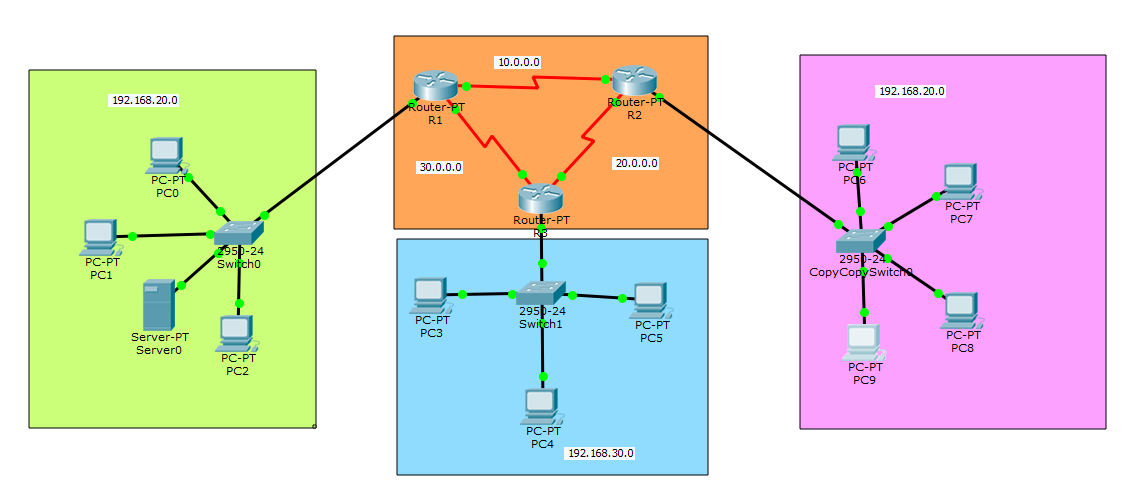 192.168.20.0
PC-PT
PC0
PC-PT
PC1
2950-24
Switch0
Server-PT
Server0
PC-PT
PC2
10.0.0.0
Router-PT
R1
Router-PT
R2
30.0.0.0
20.0.0.0
Router-PT
R3
PC-PT
PC3
2950-24
Switch1
PC-PT
PC5
PC-PT
PC4
192.168.30.0
192.168.20.0
PC-PT
PC6
PC-PT
PC7
2950-24
CopyCopySwitch0
PC-PT
PC8
PC-PT
PC9